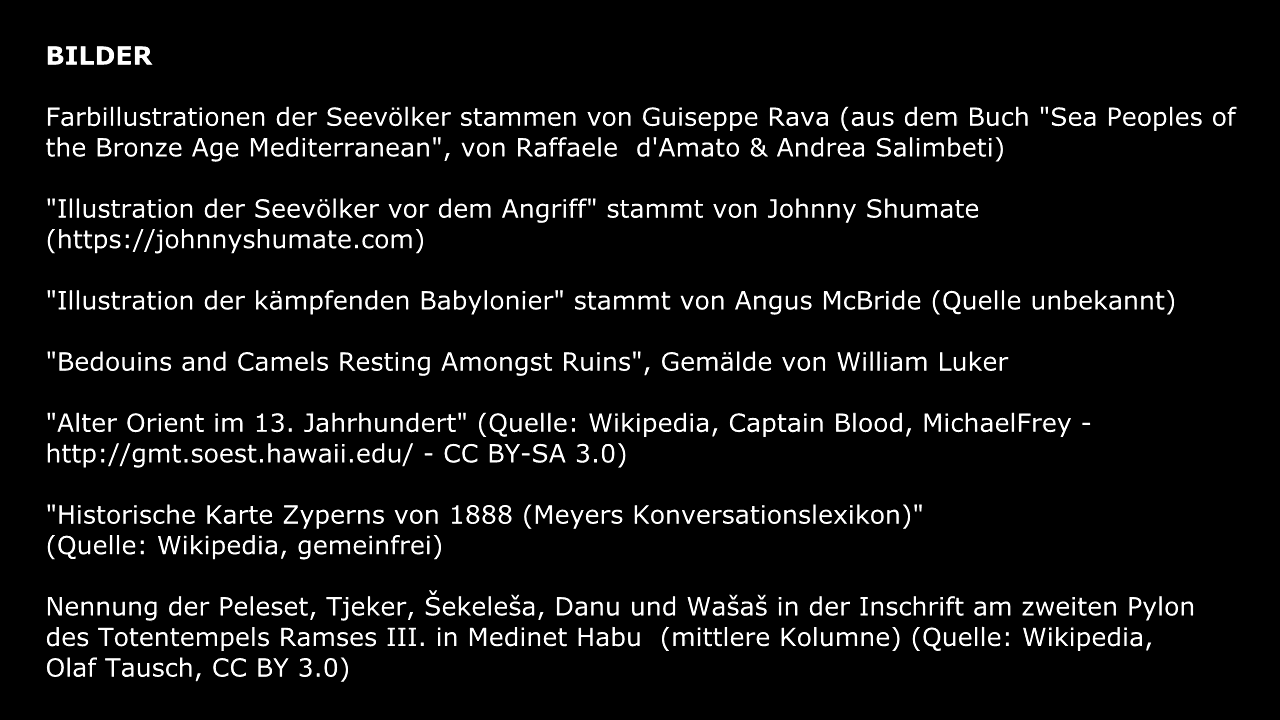 BILDER
Farbillustrationen der Seevölker stammen von Guiseppe Rava (aus dem Buch "Sea Peoples of
the Bronze Age Mediterranean", von Raffaele  d'Amato & Andrea Salimbeti)
"Illustration der Seevölker vor dem Angriff" stammt von Johnny Shumate
(https://johnnyshumate.com)
"Illustration der kämpfenden Babylonier" stammt von Angus McBride (Quelle unbekannt)
"Bedouins and Camels Resting Amongst Ruins", Gemälde von William Luker
"Alter Orient im 13. Jahrhundert" (Quelle: Wikipedia, Captain Blood, MichaelFrey -
http://gmt.soest.hawaii.edu/ - CC BY-SA 3.0)
"Historische Karte Zyperns von 1888 (Meyers Konversationslexikon)"
(Quelle: Wikipedia, gemeinfrei)
Nennung der Peleset, Tjeker, Šekeleša, Danu und Wašaš in der Inschrift am zweiten Pylon
des Totentempels Ramses III. in Medinet Habu  (mittlere Kolumne) (Quelle: Wikipedia,
Olaf Tausch, CC BY 3.0)